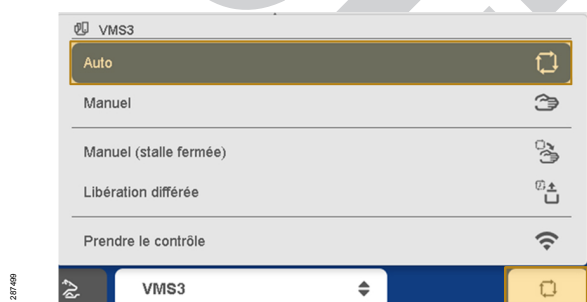 VMS3
Auto
Manuel
Manuel (stalle fermée)
Libération différée
Prendre le contrôle
VMS3
287499